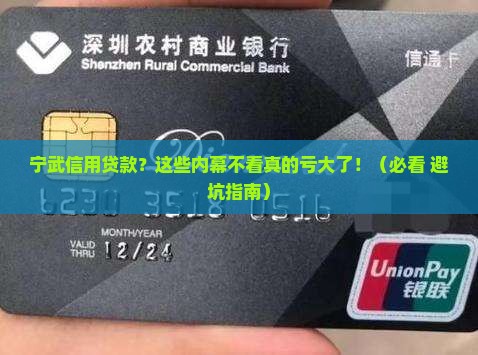 深圳农村商业银行
Shenzhen Rural Commercial Bank
信通卡
宁武信用贷款？这些内幕不看真的亏大了！（必看 避
坑指南）
MONTH/YEAR
VALID
THRU 12/24
UnionPay
银联